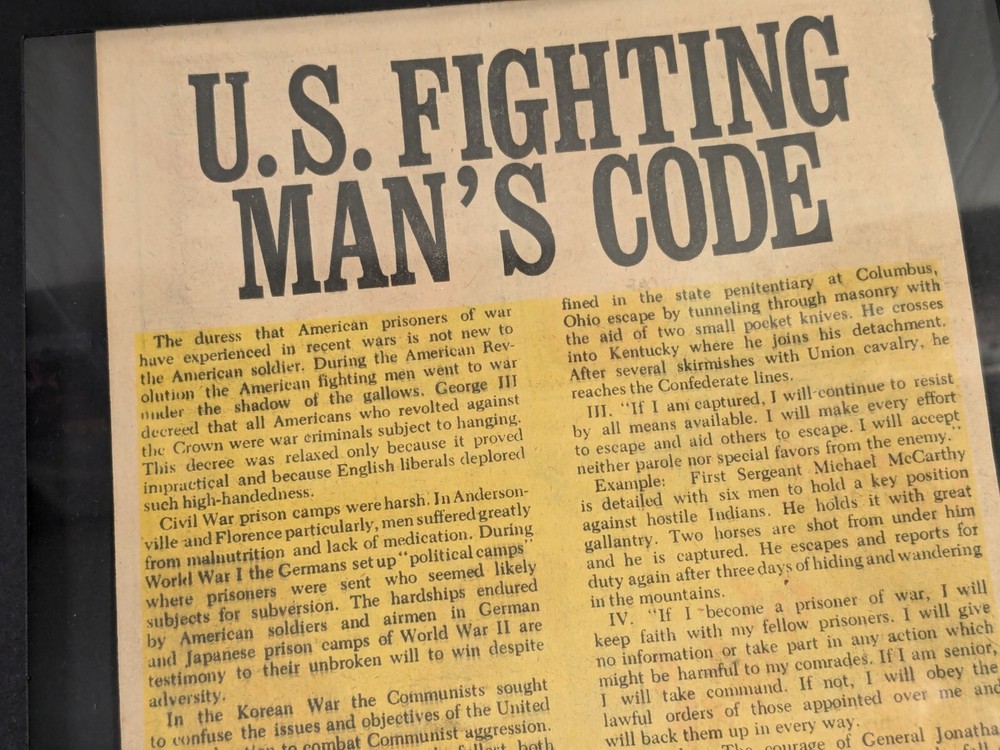 U.S. FIGHTING
MAN'S CODE
The duress that American prisoners of war
have experienced in recent wars is not new to
the American soldier. During the American Rev-
olution the American fighting men went to war
under the shadow of the gallows. George III
decreed that all Americans who revolted against
the Crown were war criminals subject to hanging.
This decree was relaxed only because it proved
impractical and because English liberals deplored
such high-handedness.
Civil War prison camps were harsh. In Anderson-
ville and Florence particularly, men suffered greatly
from malnutrition and lack of medication. During
World War I the Germans set up "political camps"
where prisoners were sent who seemed likely
subjects for subversion. The hardships endured
by American soldiers and airmen in German
and Japanese prison camps of World War II are
testimony to their unbroken will to win despite
adversity.
In the Korean War the Communists sought
to confuse the issues and objectives of the United
to combat Communist aggression.
both
fined in the state penitentiary at Columbus,
Ohio escape by tunneling through masonry with
the aid of two small pocket knives. He crosses
into Kentucky where he joins his detachment.
After several skirmishes with Union cavalry, he
reaches the Confederate lines.
III. "If I am captured, I will continue to resist
by all means available. I will make every effort
to escape and aid others to escape. I will accept
neither parole nor special favors from the enemy."
Example: First Sergeant Michael McCarthy
is detailed with six men to hold a key position
against hostile Indians. He holds it with great
gallantry. Two horses are shot from under him
and he is captured. He escapes and reports for
duty again after three days of hiding and wandering
in the mountains.
IV. "If I become a prisoner of war, I will
keep faith with my fellow prisoners. I will give
no information or take part in any action which
might be harmful to my comrades. If I am senior,
I will take command. If not, I will obey the
lawful orders of those appointed over me and
will back them up in every way.
The courage of General Jonatha